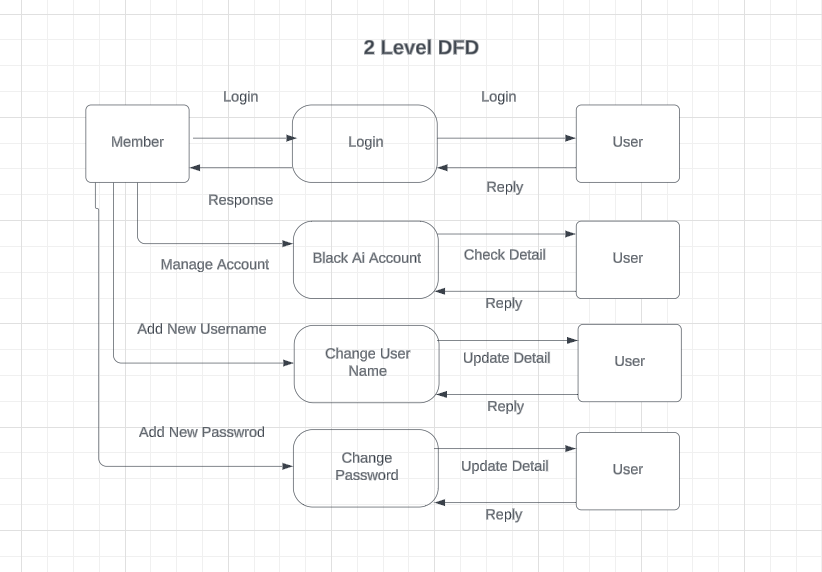 2 Level DFD
Login
Login
Member
Login
User
Reply
Response
Black Ai Account
Check Detail
User
Manage Account
Reply
Add New Username
Change User
Name
Update Detail
User
Reply
Add New Passwrod
Change
Password
Update Detail
User
Reply